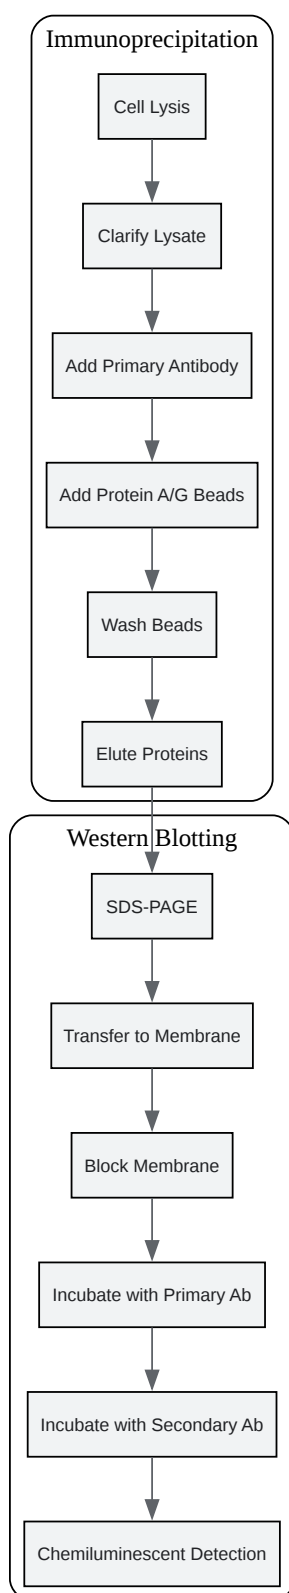 Immunoprecipitation
Cell Lysis
Clarify Lysate
Add Primary Antibody
Add Protein A/G Beads
Wash Beads
Elute Proteins
Western Blotting
SDS-PAGE
Transfer to Membrane
Block Membrane
Incubate with Primary Ab
Incubate with Secondary Ab
Chemiluminescent Detection